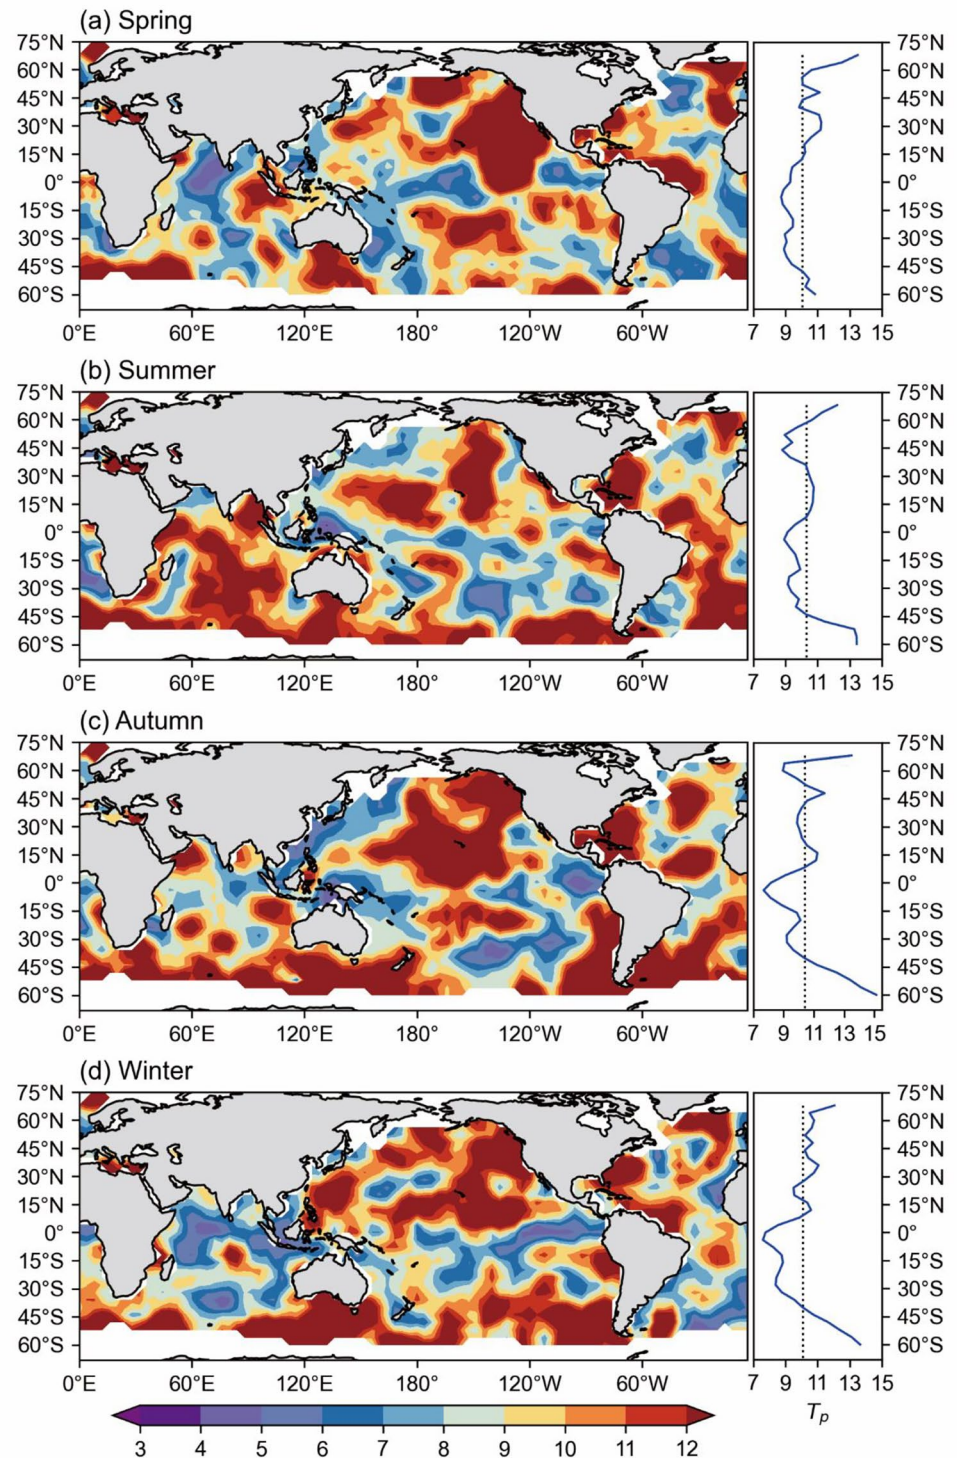 (a) Spring
75°N 75°N
60°N 60°N
45°N 45°N
30°N 30°N
15°N 15°N
0° 0°
15°S 15°S
30°S 30°S
45°S 45°S
60°S 60°S
0°E 60°E 120°E 180° 120°W 60°W 7 9 11 13 15
(b) Summer
75°N 75°N
60°N 60°N
45°N 45°N
30°N 30°N
15°N 15°N
0° 0°
15°S 15°S
30°S 30°S
45°S 45°S
60°S 60°S
0°E 60°E 120°E 180° 120°W 60°W 7 9 11 13 15
(c) Autumn
75°N 75°N
60°N 60°N
45°N 45°N
30°N 30°N
15°N 15°N
0° 0°
15°S 15°S
30°S 30°S
45°S 45°S
60°S 60°S
0°E 60°E 120°E 180° 120°W 60°W 7 9 11 13 15
(d) Winter
75°N 75°N
60°N 60°N
45°N 45°N
30°N 30°N
15°N 15°N
0° 0°
15°S 15°S
30°S 30°S
45°S 45°S
60°S 60°S
0°E 60°E 120°E 180° 120°W 60°W 7 9 11 13 15
Tp
3 4 5 6 7 8 9 10 11 12